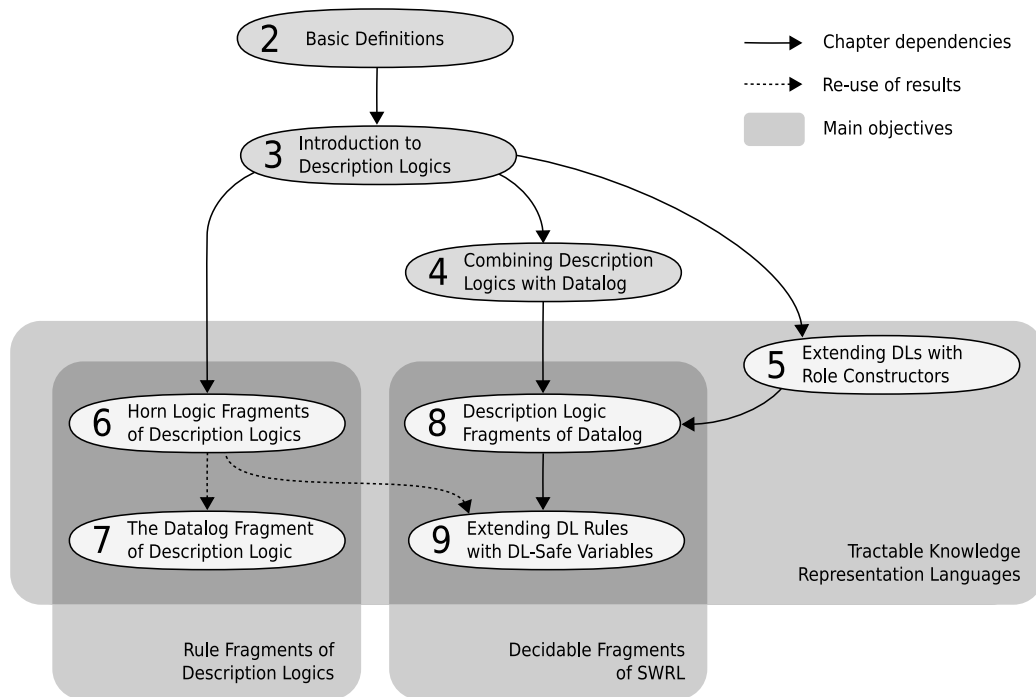 2 Basic Definitions
Chapter dependencies
Re-use of results
Main objectives
3 Introduction to
Description Logics
4 Combining Description
Logics with Datalog
5 Extending DLs with
Role Constructors
6 Horn Logic Fragments
of Description Logics
8 Description Logic
Fragments of Datalog
7 The Datalog Fragment
of Description Logic
9 Extending DL Rules
with DL-Safe Variables
Tractable Knowledge
Representation Languages
Rule Fragments of
Description Logics
Decidable Fragments
of SWRL